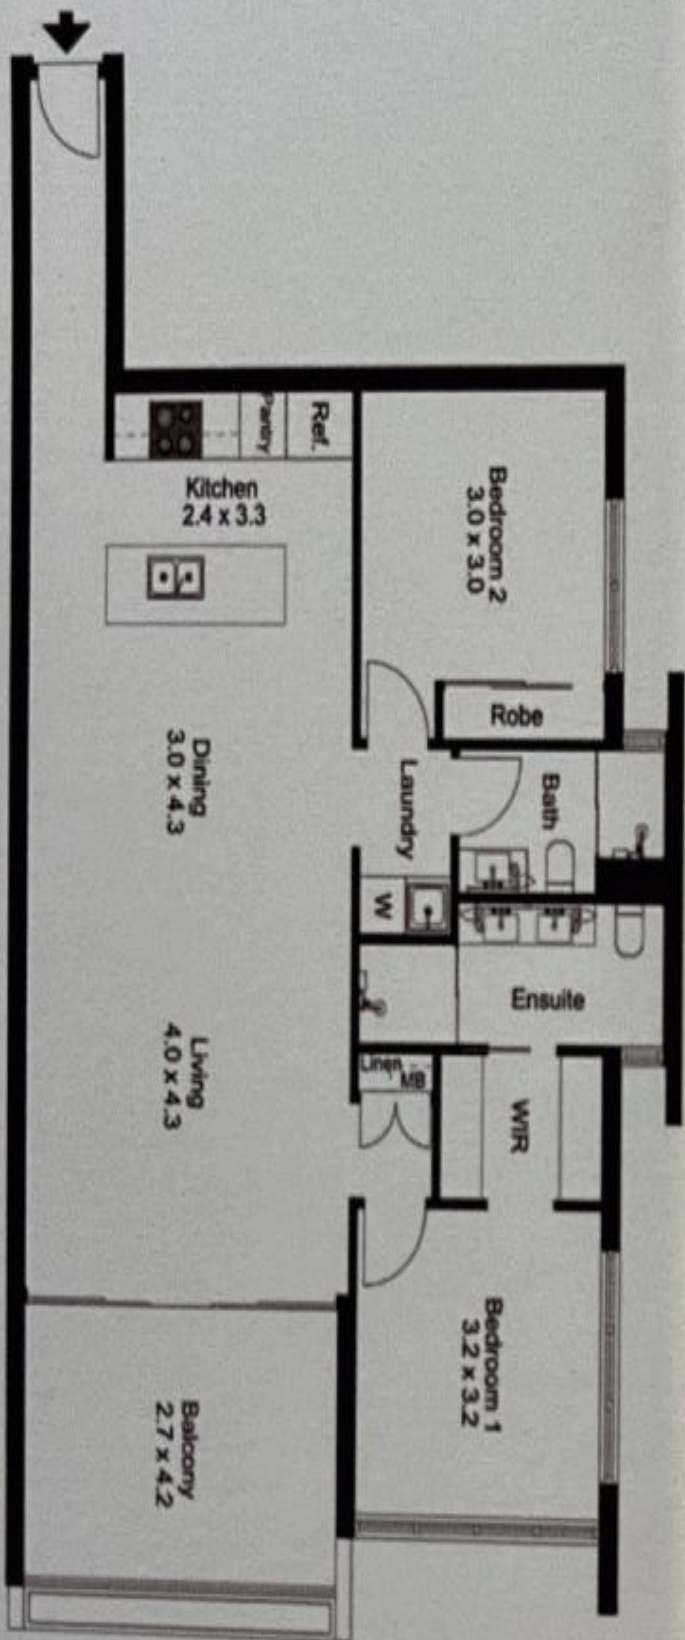 Ref.
Pantry
Kitchen
2.4 x 3.3
Bedroom 2
3.0 x 3.0
Robe
Dining
3.0 x 4.3
Laundry
Bath
W
Ensuite
Living
4.0 x 4.3
Linen
MB
WIR
Bedroom 1
3.2 x 3.2
Balcony
2.7 x 4.2